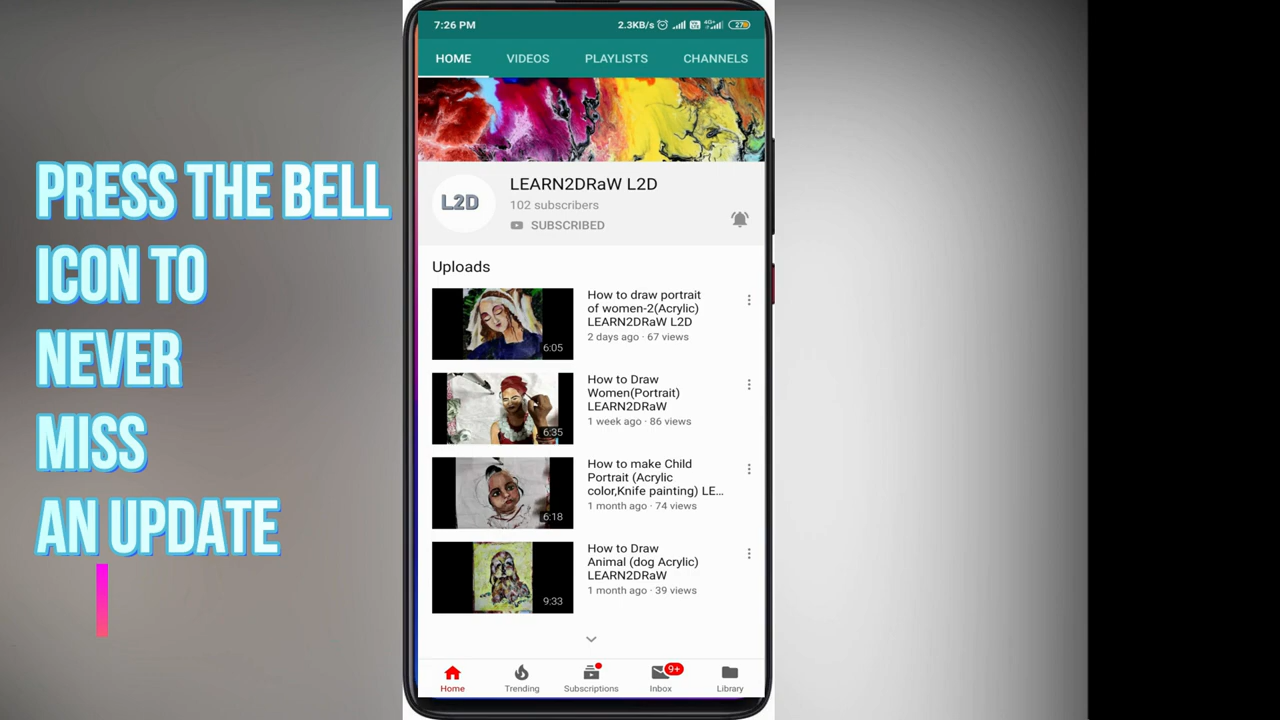 PRESS THE BELL
ICON TO
NEVER
MISS
AN UPDATE
7:26 PM
2.3KB/s
4G+
27
HOME
VIDEOS
PLAYLISTS
CHANNELS
L2D
LEARN2DRaW L2D
102 subscribers
SUBSCRIBED
Uploads
How to draw portrait
of women-2(Acrylic)
LEARN2DRaW L2D
2 days ago · 67 views
6:05
How to Draw
Women(Portrait)
LEARN2DRaW
1 week ago · 86 views
6:35
How to make Child
Portrait (Acrylic
color,Knife painting) LE...
1 month ago · 74 views
6:18
How to Draw
Animal (dog Acrylic)
LEARN2DRaW
1 month ago · 39 views
9:33
Home
Trending
Subscriptions
9+
Inbox
Library